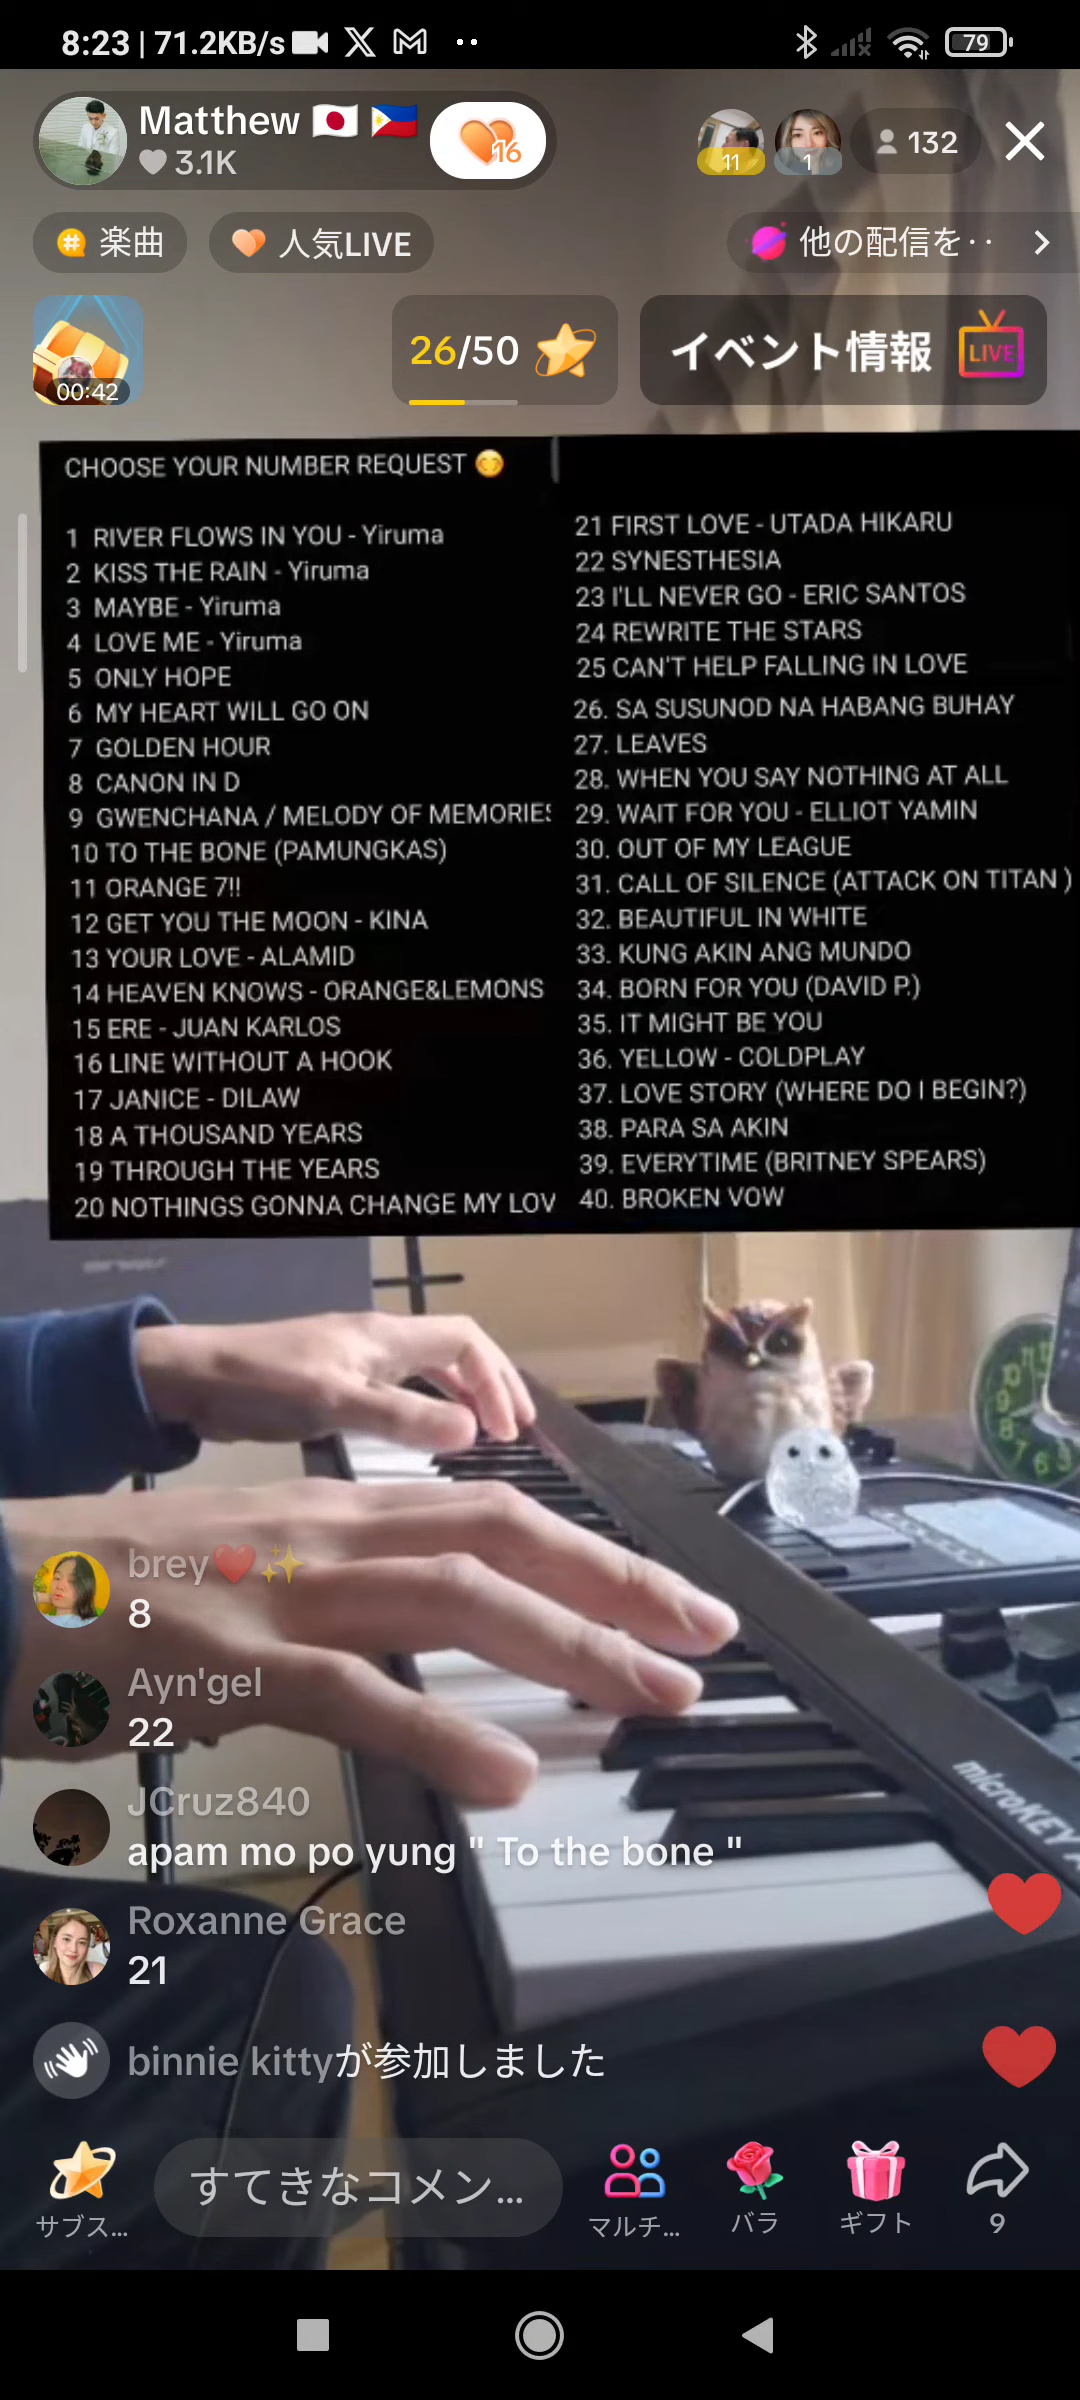 8:23 | 71.2KB/s
79
Matthew 🇯🇵 🇵🇭
3.1K
16
11
1
132
楽曲
人気LIVE
他の配信を‥
00:42
26/50
イベント情報
LIVE
CHOOSE YOUR NUMBER REQUEST 😊
1 RIVER FLOWS IN YOU - Yiruma
2 KISS THE RAIN - Yiruma
3 MAYBE - Yiruma
4 LOVE ME - Yiruma
5 ONLY HOPE
6 MY HEART WILL GO ON
7 GOLDEN HOUR
8 CANON IN D
9 GWENCHANA / MELODY OF MEMORIES
10 TO THE BONE (PAMUNGKAS)
11 ORANGE 7!!
12 GET YOU THE MOON - KINA
13 YOUR LOVE - ALAMID
14 HEAVEN KNOWS - ORANGE&LEMONS
15 ERE - JUAN KARLOS
16 LINE WITHOUT A HOOK
17 JANICE - DILAW
18 A THOUSAND YEARS
19 THROUGH THE YEARS
20 NOTHINGS GONNA CHANGE MY LOV
21 FIRST LOVE - UTADA HIKARU
22 SYNESTHESIA
23 I'LL NEVER GO - ERIC SANTOS
24 REWRITE THE STARS
25 CAN'T HELP FALLING IN LOVE
26. SA SUSUNOD NA HABANG BUHAY
27. LEAVES
28. WHEN YOU SAY NOTHING AT ALL
29. WAIT FOR YOU - ELLIOT YAMIN
30. OUT OF MY LEAGUE
31. CALL OF SILENCE (ATTACK ON TITAN )
32. BEAUTIFUL IN WHITE
33. KUNG AKIN ANG MUNDO
34. BORN FOR YOU (DAVID P.)
35. IT MIGHT BE YOU
36. YELLOW - COLDPLAY
37. LOVE STORY (WHERE DO I BEGIN?)
38. PARA SA AKIN
39. EVERYTIME (BRITNEY SPEARS)
40. BROKEN VOW
microKEY
brey❤️✨
8
Ayn'gel
22
JCruz840
apam mo po yung " To the bone "
Roxanne Grace
21
binnie kittyが参加しました
すてきなコメン...
サブス...
マルチ...
バラ
ギフト
9